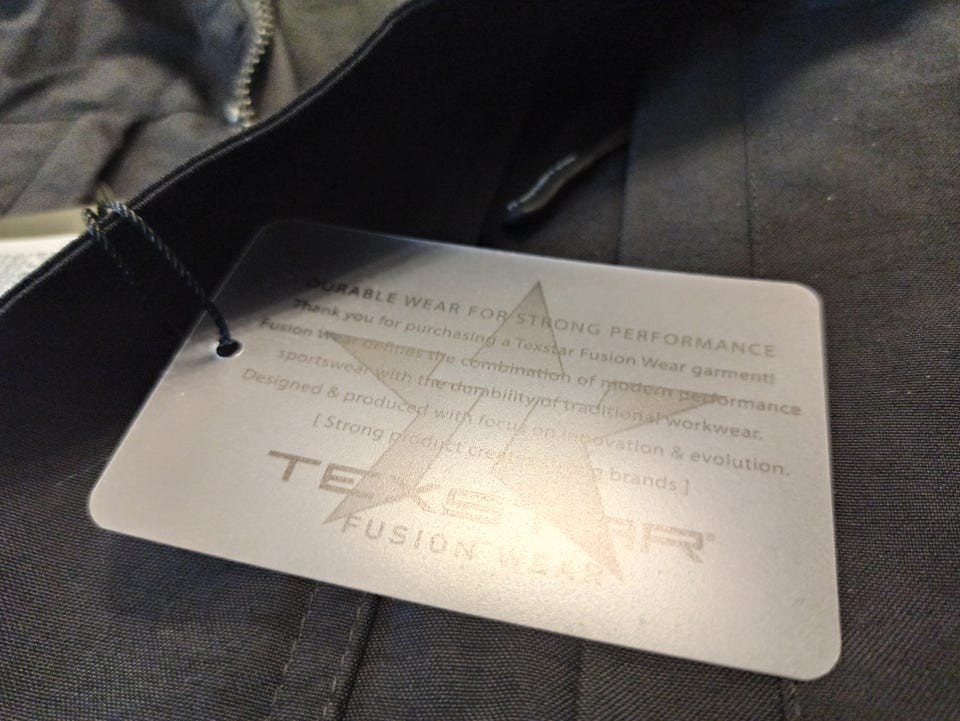 DURABLE WEAR FOR STRONG PERFORMANCE
Thank you for purchasing a Texstar Fusion Wear garment!
Fusion Wear defines the combination of modern performance
sportswear with the durability of traditional workwear.
Designed & produced with focus on innovation & evolution.
[ Strong product brands ]
TEXSTAR®
FUSION WEAR